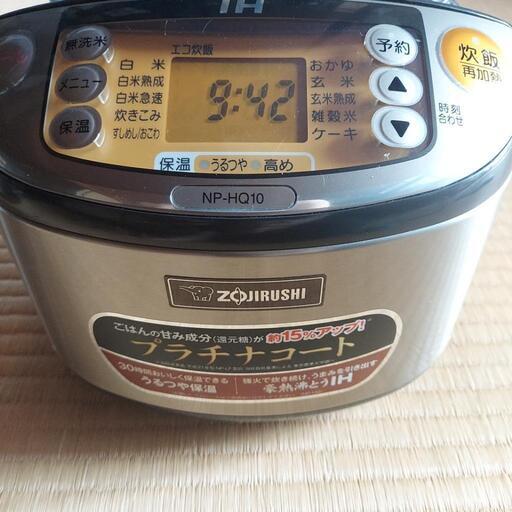 IH
無洗米
メニュー
保温
エコ炊飯
白米
白米熟成
白米急速
炊きこみ
すしめし/おこわ
9:42
おかゆ
玄米
玄米熟成
雑穀米
ケーキ
保温 うるつや 高め
予約
時刻
合わせ
炊飯
再加熱
NP-HQ10
ZOJIRUSHI
ごはんの甘み成分(還元糖)が 約15%アップ!
プラチナコート
30時間おいしく保温できる
うるつや保温
強火で炊き続け、うまみを引き出す
豪熱沸とうIH